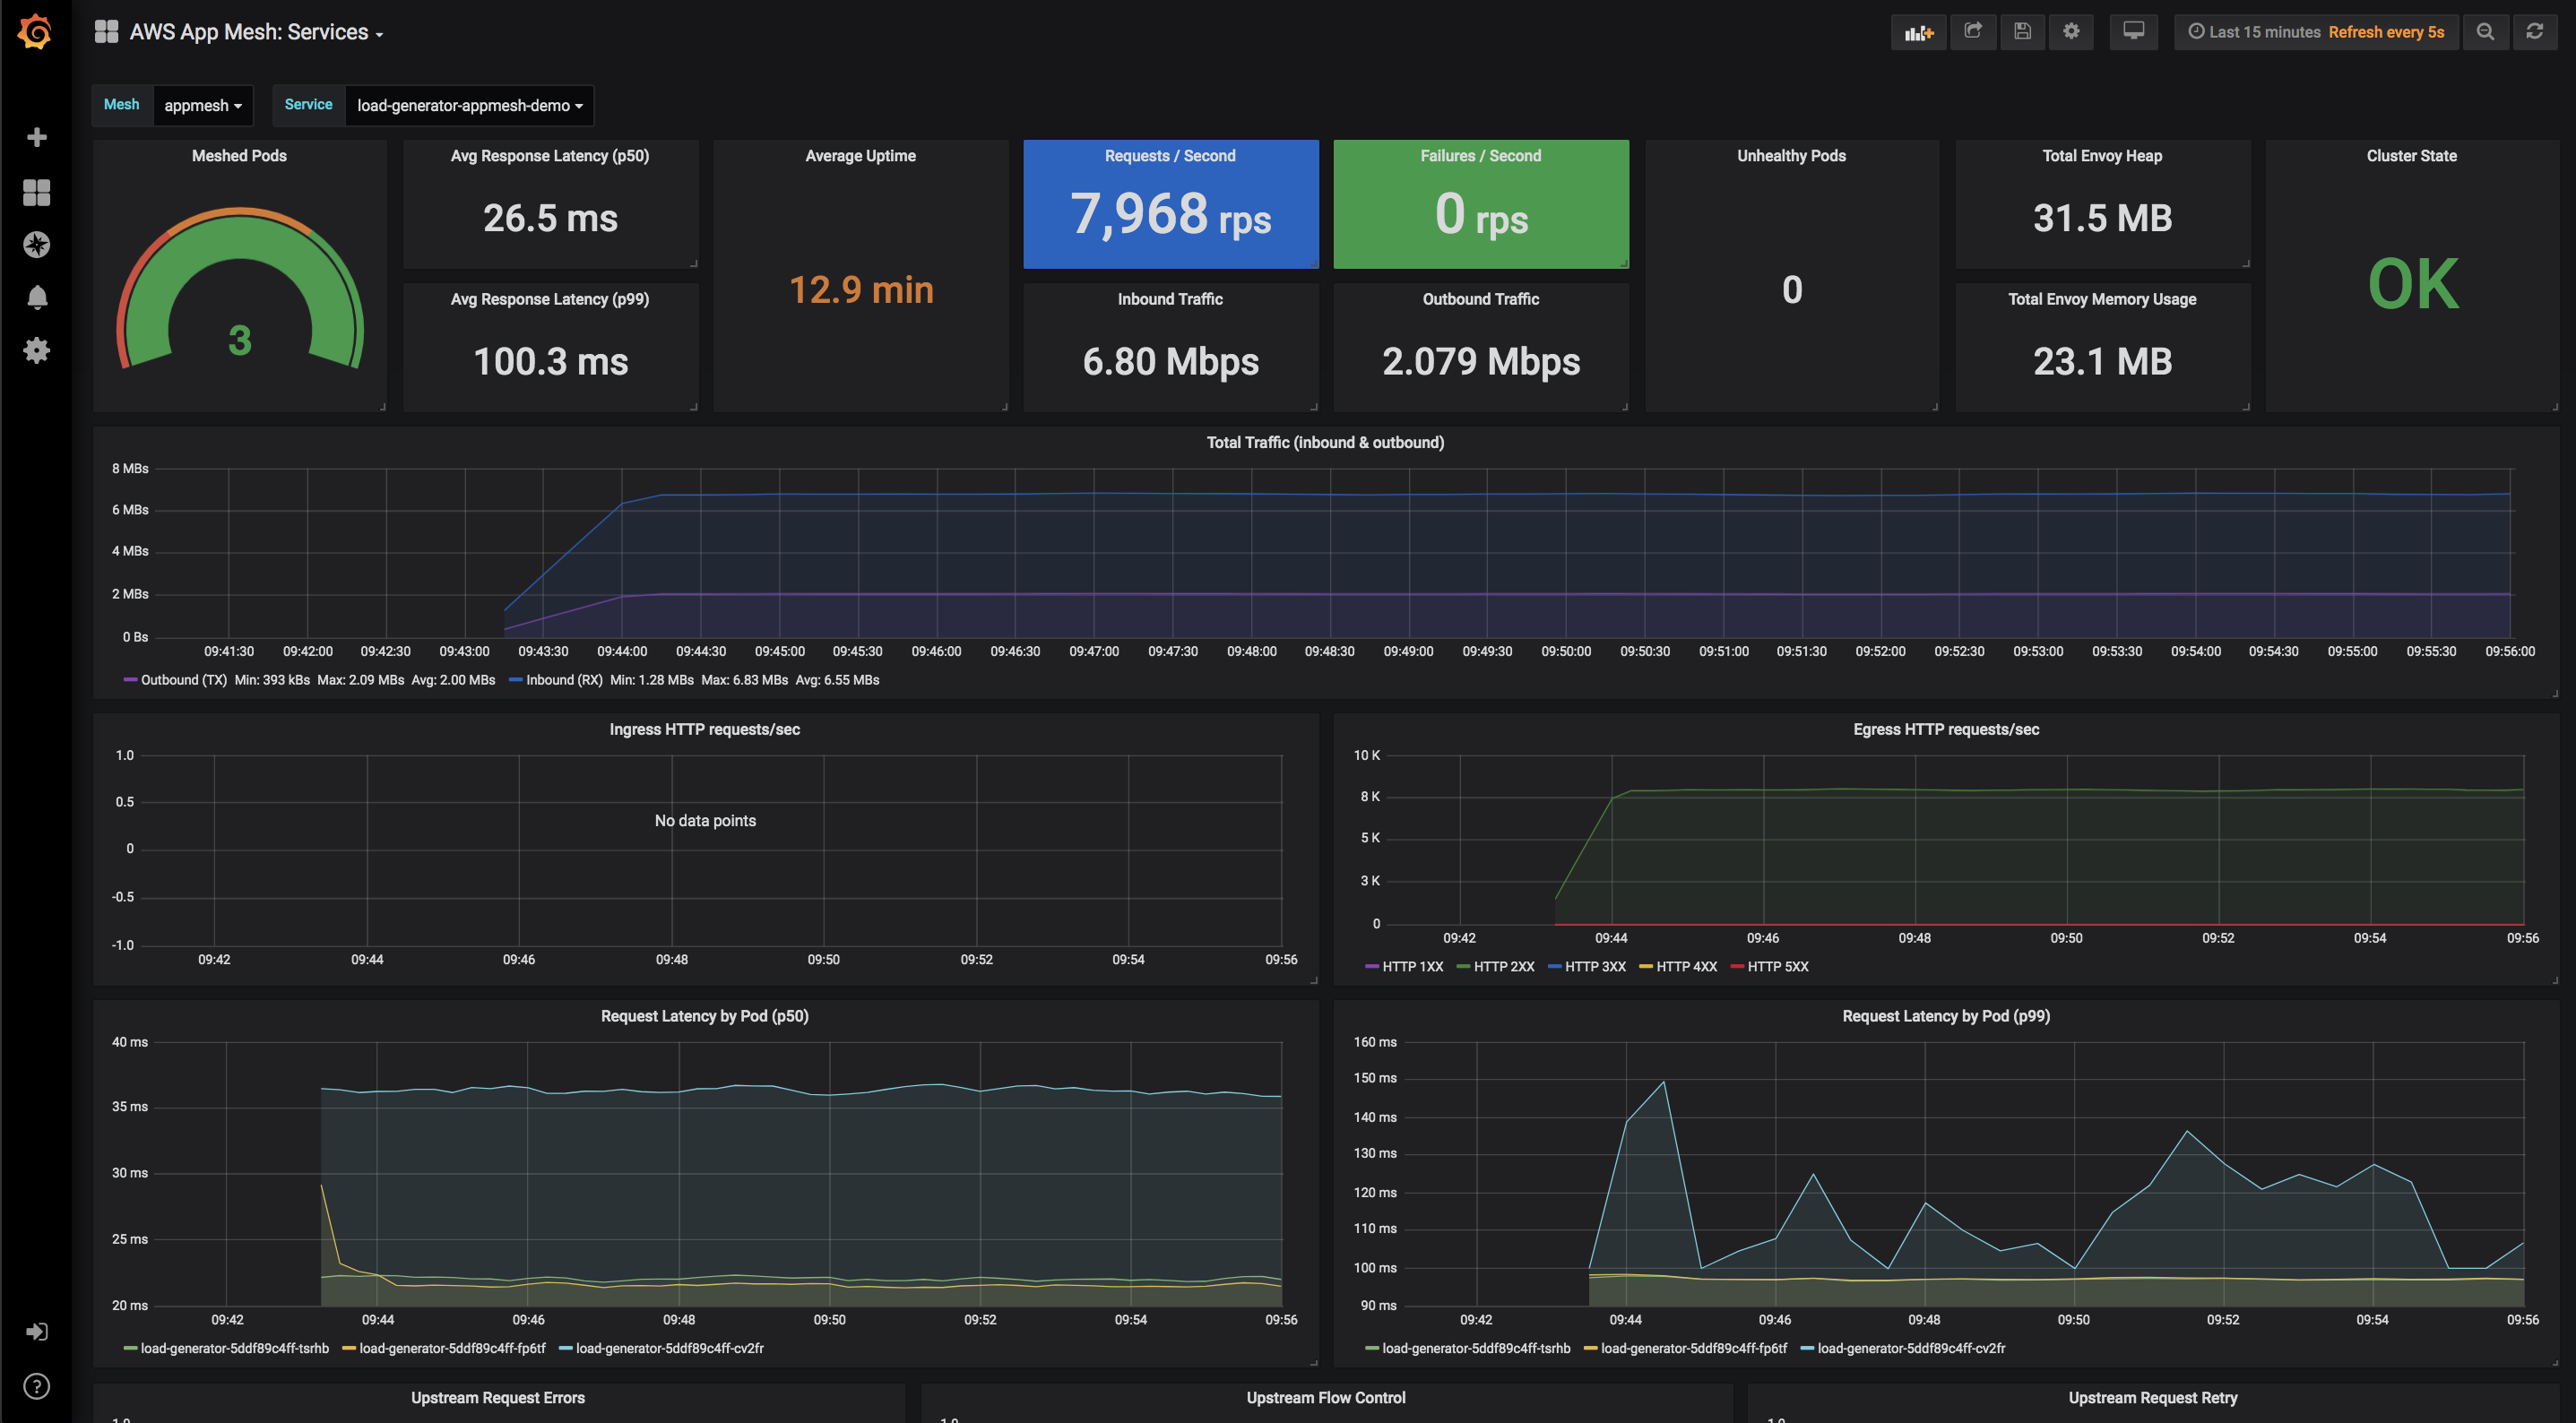 AWS App Mesh: Services
Last 15 minutes Refresh every 5s
Mesh appmesh Service load-generator-appmesh-demo
Meshed Pods
3
Avg Response Latency (p50)
26.5 ms
Avg Response Latency (p99)
100.3 ms
Average Uptime
12.9 min
Requests / Second
7,968 rps
Inbound Traffic
6.80 Mbps
Failures / Second
0 rps
Outbound Traffic
2.079 Mbps
Unhealthy Pods
0
Total Envoy Heap
31.5 MB
Total Envoy Memory Usage
23.1 MB
Cluster State
OK
Total Traffic (inbound & outbound)
8 MBs
6 MBs
4 MBs
2 MBs
0 Bs
09:41:30 09:42:00 09:42:30 09:43:00 09:43:30 09:44:00 09:44:30 09:45:00 09:45:30 09:46:00 09:46:30 09:47:00 09:47:30 09:48:00 09:48:30 09:49:00 09:49:30 09:50:00 09:50:30 09:51:00 09:51:30 09:52:00 09:52:30 09:53:00 09:53:30 09:54:00 09:54:30 09:55:00 09:55:30 09:56:00
Outbound (TX) Min: 393 kBs Max: 2.09 MBs Avg: 2.00 MBs Inbound (RX) Min: 1.28 MBs Max: 6.83 MBs Avg: 6.55 MBs
Ingress HTTP requests/sec
1.0
0.5
No data points
0
-0.5
-1.0
09:42 09:44 09:46 09:48 09:50 09:52 09:54 09:56
Egress HTTP requests/sec
10 K
8 K
5 K
3 K
0
09:42 09:44 09:46 09:48 09:50 09:52 09:54 09:56
HTTP 1XX HTTP 2XX HTTP 3XX HTTP 4XX HTTP 5XX
Request Latency by Pod (p50)
40 ms
35 ms
30 ms
25 ms
20 ms
09:42 09:44 09:46 09:48 09:50 09:52 09:54 09:56
load-generator-5ddf89c4ff-tsrhb load-generator-5ddf89c4ff-fp6tf load-generator-5ddf89c4ff-cv2fr
Request Latency by Pod (p99)
160 ms
150 ms
140 ms
130 ms
120 ms
110 ms
100 ms
90 ms
09:42 09:44 09:46 09:48 09:50 09:52 09:54 09:56
load-generator-5ddf89c4ff-tsrhb load-generator-5ddf89c4ff-fp6tf load-generator-5ddf89c4ff-cv2fr
Upstream Request Errors
Upstream Flow Control
Upstream Request Retry